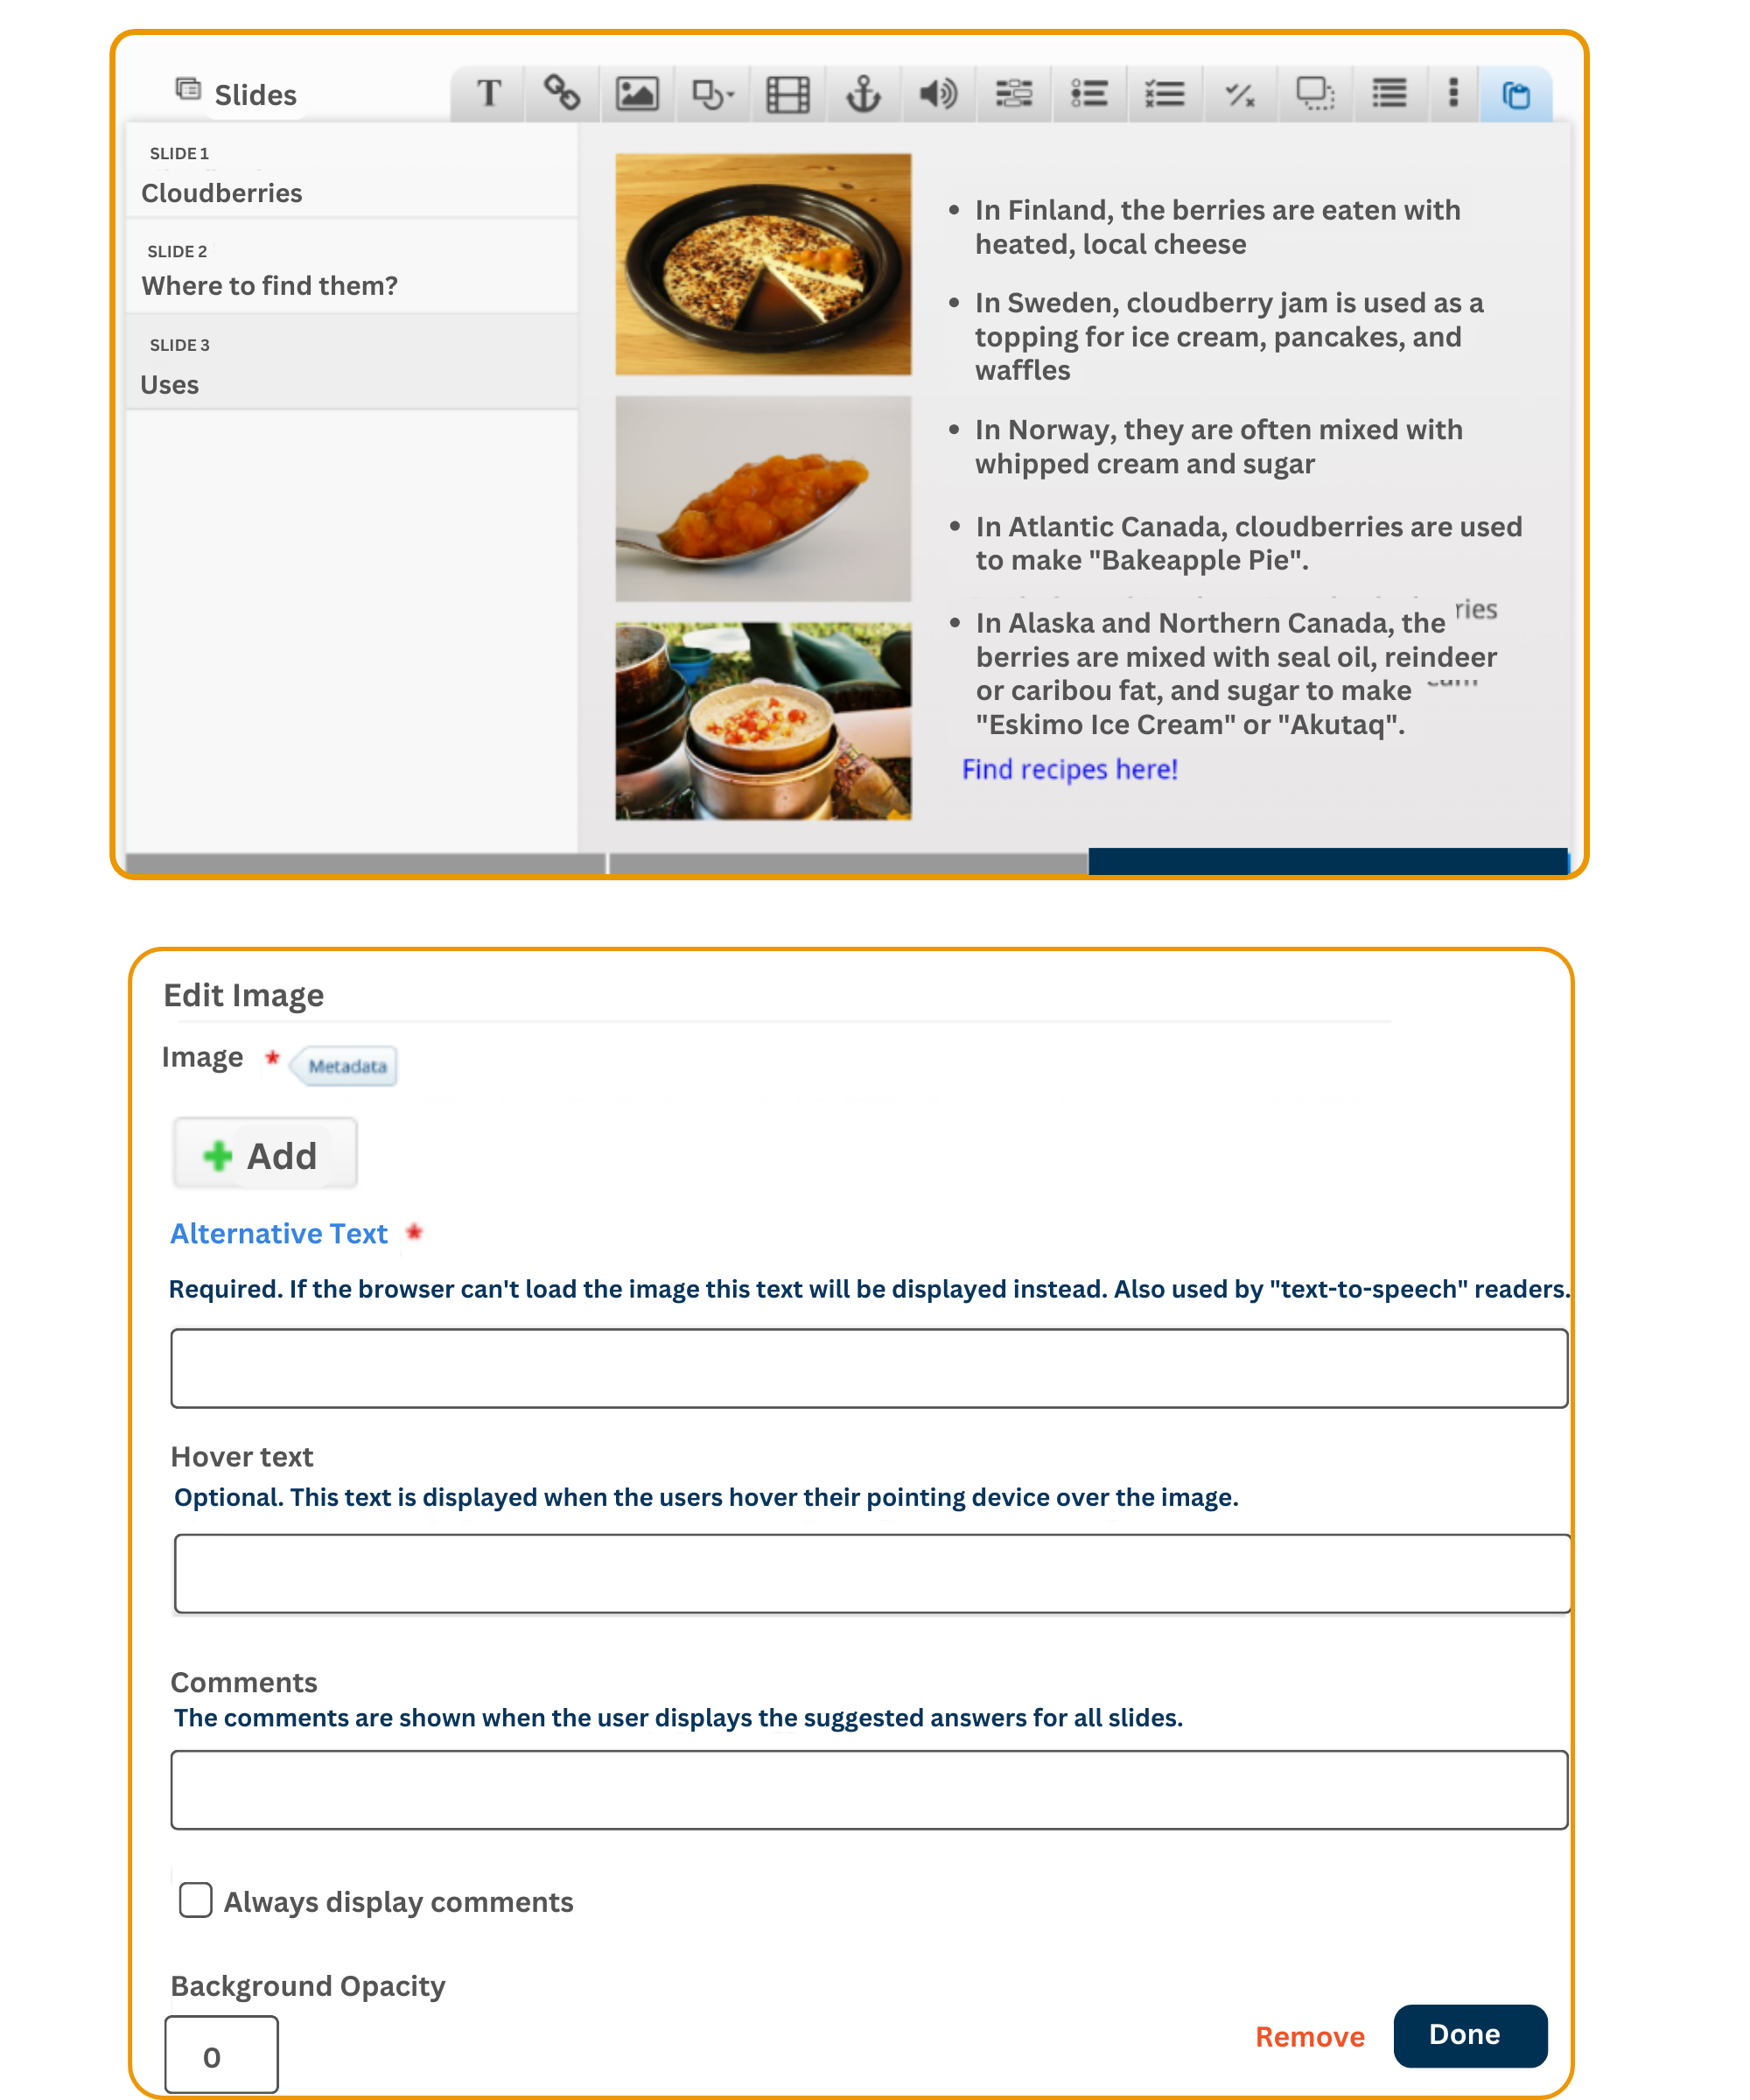 Slides
T
SLIDE 1
Cloudberries
SLIDE 2
Where to find them?
SLIDE 3
Uses
• In Finland, the berries are eaten with
heated, local cheese
• In Sweden, cloudberry jam is used as a
topping for ice cream, pancakes, and
waffles
• In Norway, they are often mixed with
whipped cream and sugar
• In Atlantic Canada, cloudberries are used
to make "Bakeapple Pie".
• In Alaska and Northern Canada, the
ries
berries are mixed with seal oil, reindeer
or caribou fat, and sugar to make
"Eskimo Ice Cream" or "Akutaq".
Find recipes here!
Edit Image
Image * Metadata
Add
Alternative Text *
Required. If the browser can't load the image this text will be displayed instead. Also used by "text-to-speech" readers.
Hover text
Optional. This text is displayed when the users hover their pointing device over the image.
Comments
The comments are shown when the user displays the suggested answers for all slides.
Always display comments
Background Opacity
0
Remove
Done